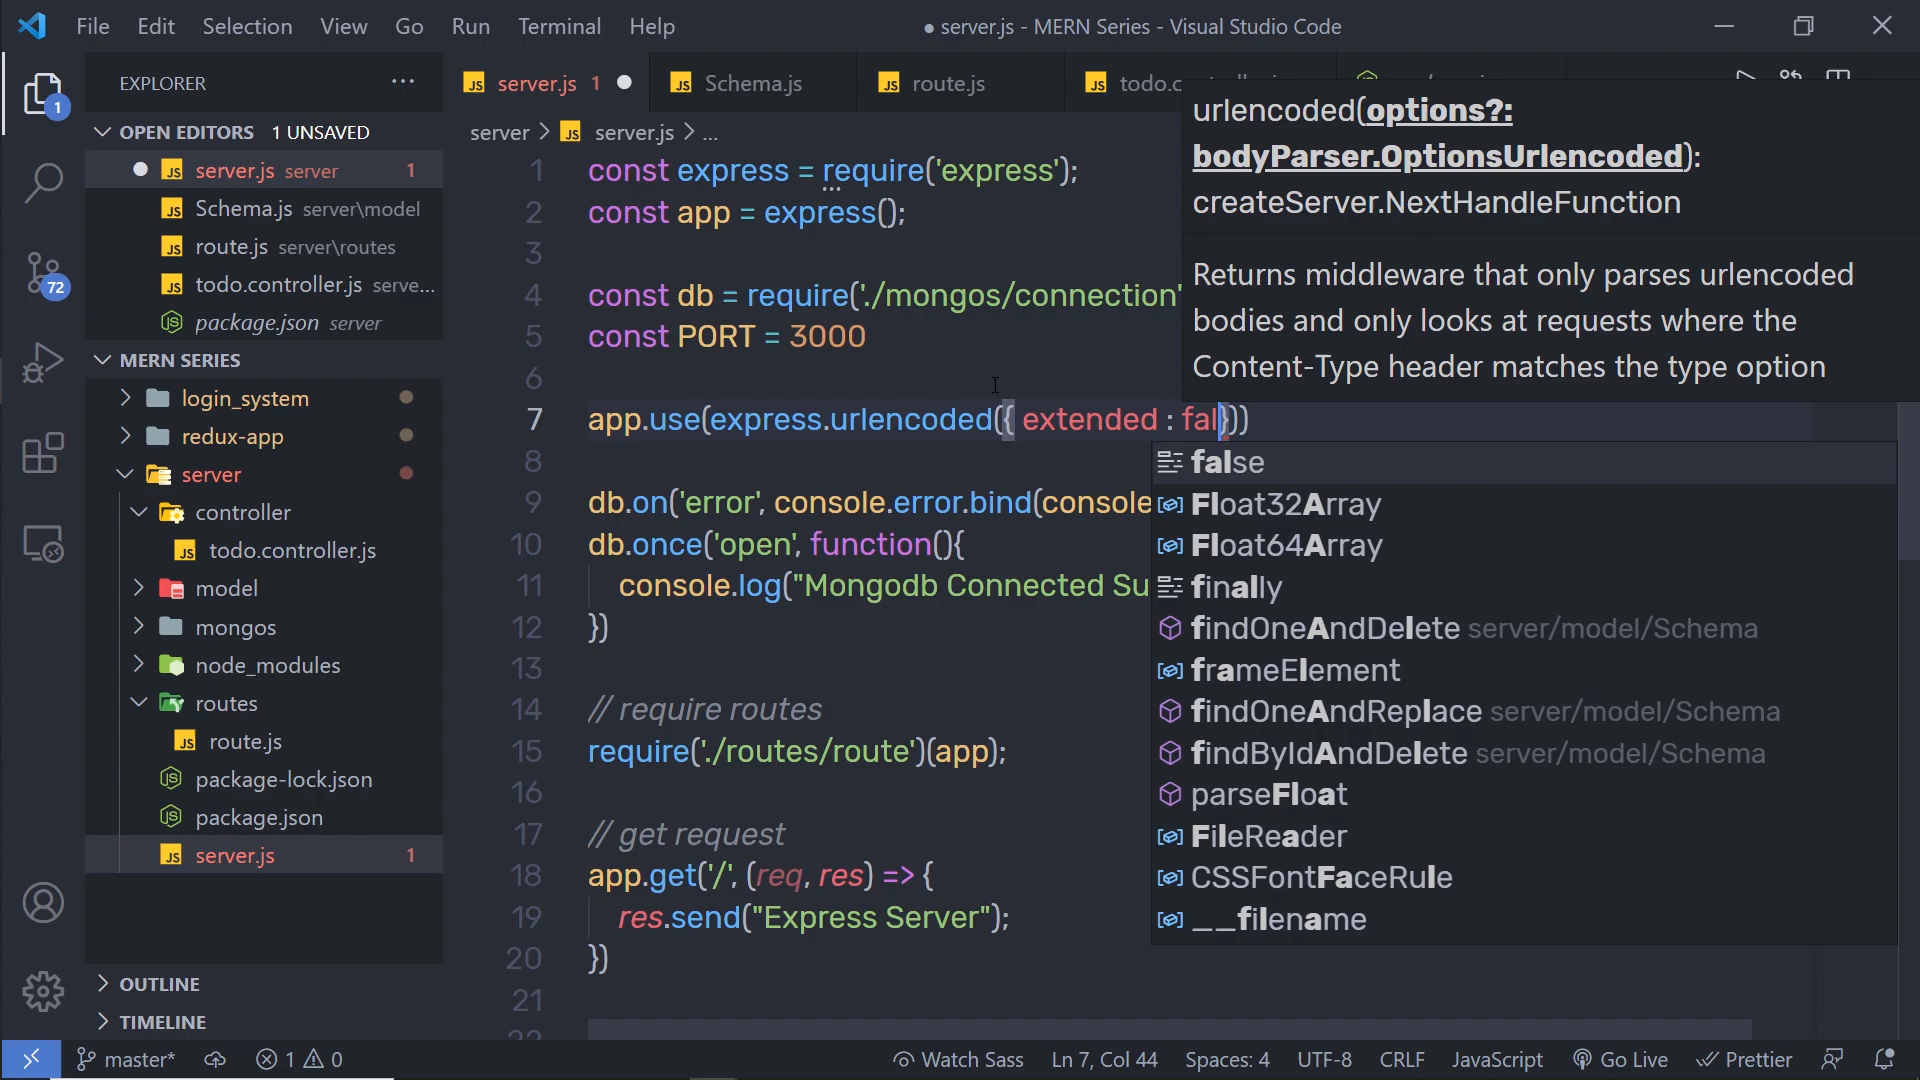 File Edit Selection View Go Run Terminal Help
● server.js - MERN Series - Visual Studio Code
EXPLORER ...
server.js 1
Schema.js
route.js
todo.c
1
OPEN EDITORS 1 UNSAVED
server.js server 1
Schema.js server\model
route.js server\routes
todo.controller.js serve...
package.json server
72
MERN SERIES
login_system
redux-app
server
controller
todo.controller.js
model
mongos
node_modules
routes
route.js
package-lock.json
package.json
server.js 1
OUTLINE
TIMELINE
server > server.js > ...
1 const express = require('express');
2 const app = express();
3
4 const db = require('./mongos/connection'
5 const PORT = 3000
6
7 app.use(express.urlencoded({ extended : fal}))
8
9 db.on('error', console.error.bind(console
10 db.once('open', function(){
11 console.log("Mongodb Connected Su
12 })
13
14 // require routes
15 require('./routes/route')(app);
16
17 // get request
18 app.get('/', (req, res) => {
19 res.send("Express Server");
20 })
21
urlencoded(options?:
bodyParser.OptionsUrlencoded):
createServer.NextHandleFunction
Returns middleware that only parses urlencoded
bodies and only looks at requests where the
Content-Type header matches the type option
false
Float32Array
Float64Array
finally
findOneAndDelete server/model/Schema
frameElement
findOneAndReplace server/model/Schema
findByIdAndDelete server/model/Schema
parseFloat
FileReader
CSSFontFaceRule
__filename
master* 1 0 Watch Sass Ln 7, Col 44 Spaces: 4 UTF-8 CRLF JavaScript Go Live Prettier